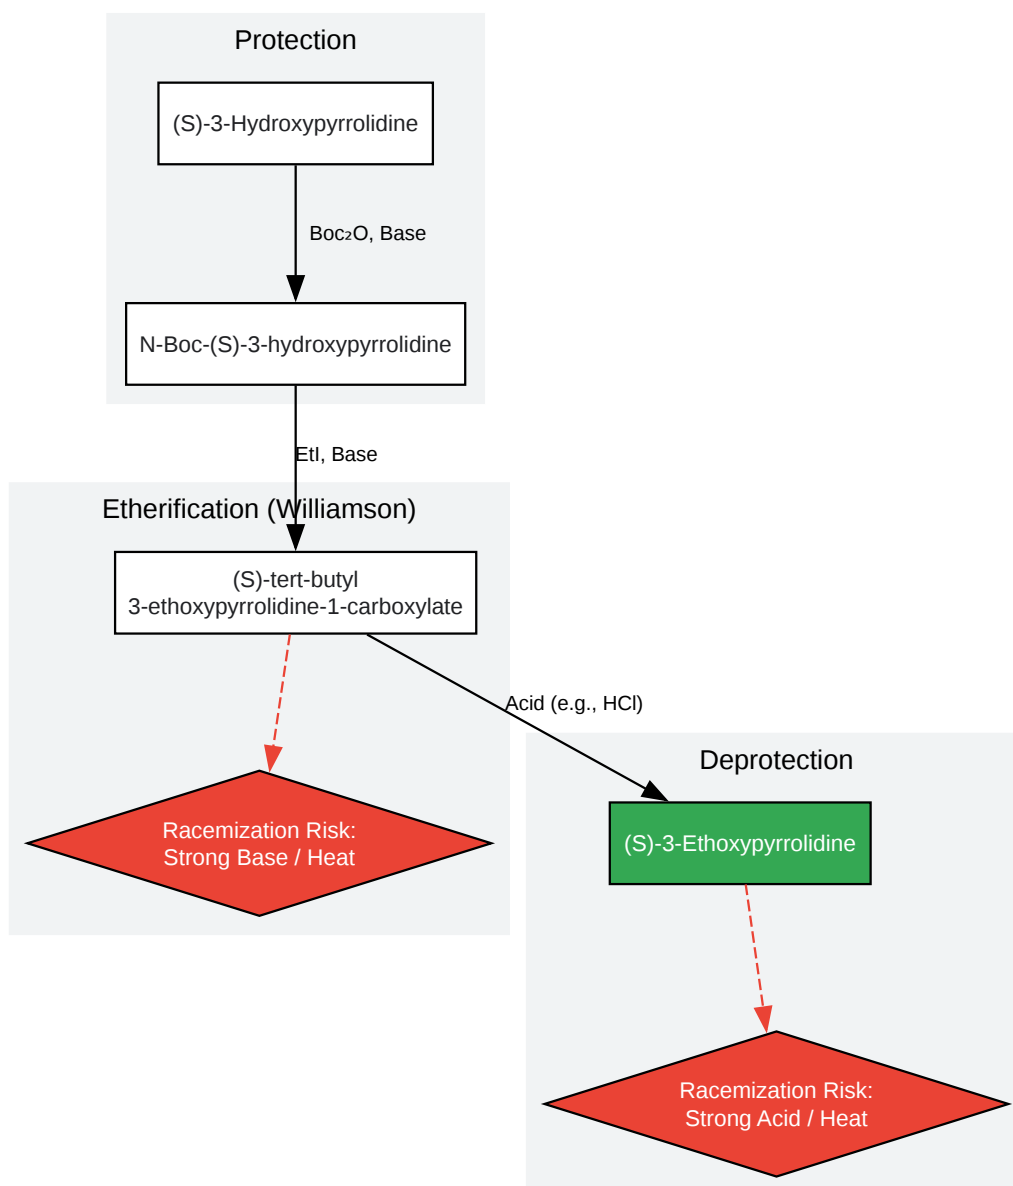 Protection
(S)-3-Hydroxypyrrolidine
Boc₂O, Base
N-Boc-(S)-3-hydroxypyrrolidine
EtI, Base
Etherification (Williamson)
(S)-tert-butyl
3-ethoxypyrrolidine-1-carboxylate
Acid (e.g., HCl)
Deprotection
(S)-3-Ethoxypyrrolidine
Racemization Risk:
Strong Base / Heat
Racemization Risk:
Strong Acid / Heat